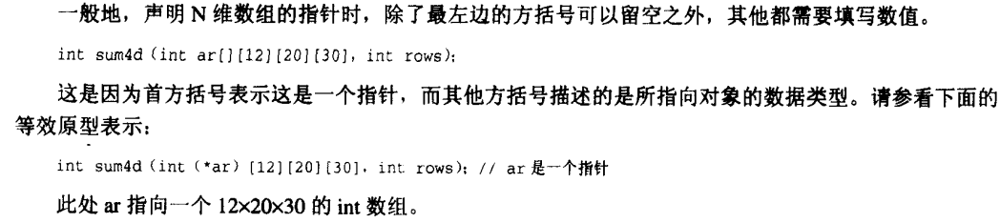 一般地，声明 N 维数组的指针时，除了最左边的方括号可以留空之外，其他都需要填写数值。
int sum4d(int ar[][12][20][30], int rows);
这是因为首方括号表示这是一个指针，而其他方括号描述的是所指向对象的数据类型。请参看下面的
等效原型表示：
int sum4d(int (*ar)[12][20][30], int rows); // ar 是一个指针
此处 ar 指向一个 12×20×30 的 int 数组。